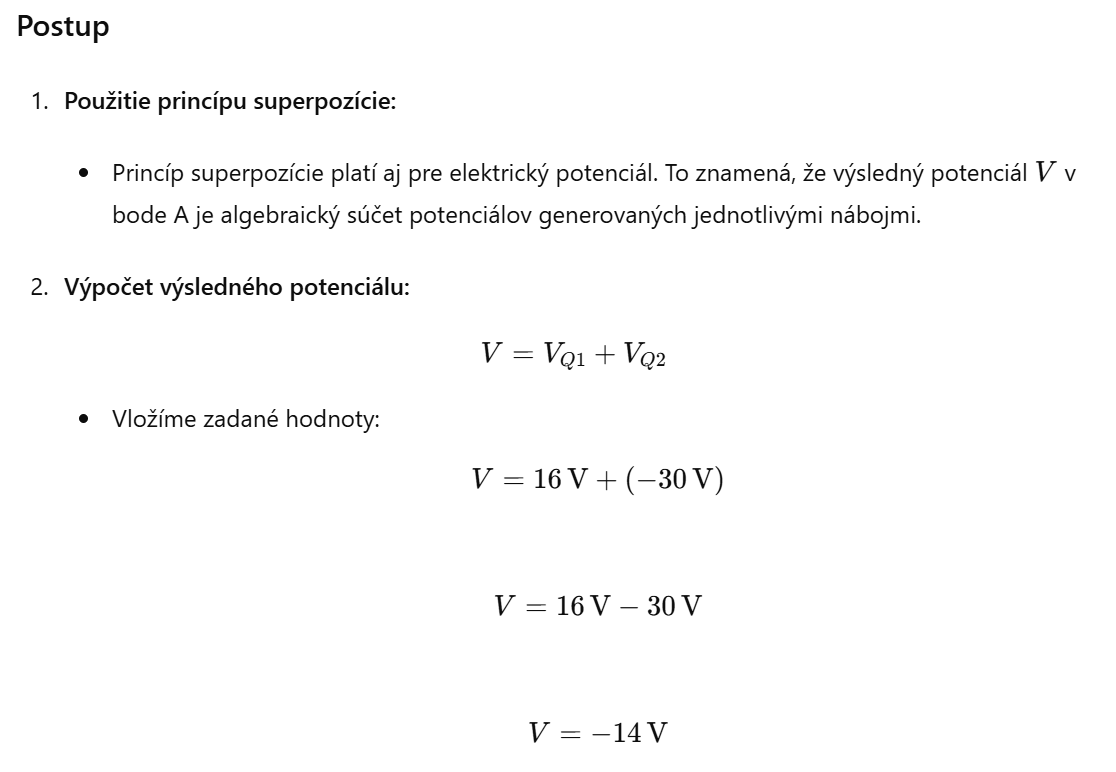 Postup
1. Použitie princípu superpozície:
• Princíp superpozície platí aj pre elektrický potenciál. To znamená, že výsledný potenciál V v
bode A je algebraický súčet potenciálov generovaných jednotlivými nábojmi.
2. Výpočet výsledného potenciálu:
V = V_{Q1} + V_{Q2}
• Vložíme zadané hodnoty:
V = 16 V + (−30 V)
V = 16 V − 30 V
V = −14 V